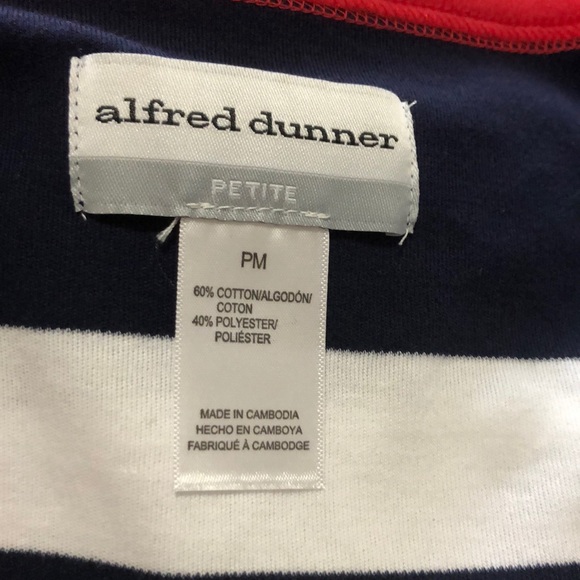 alfred dunner
PETITE
PM
60% COTTON/ALGODÓN/
COTON
40% POLYESTER/
POLIÉSTER
MADE IN CAMBODIA
HECHO EN CAMBOYA
FABRIQUÉ À CAMBODGE